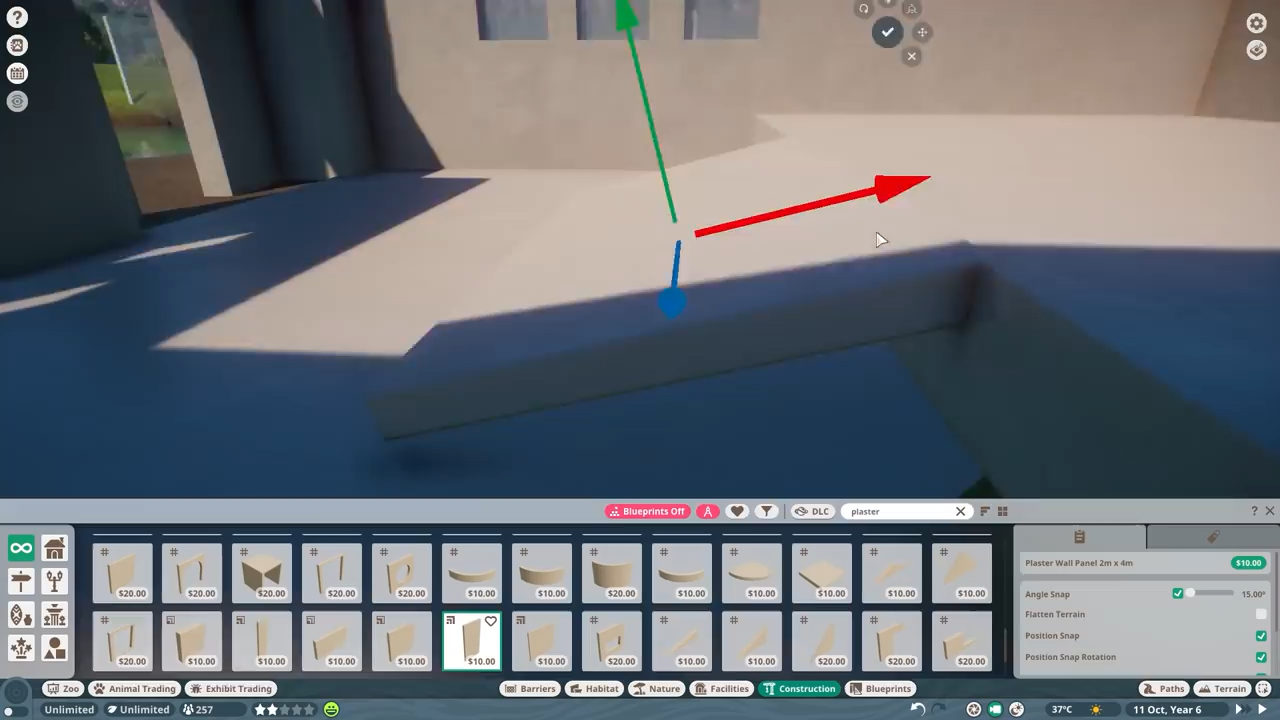 Blueprints Off
DLC
plaster
?
$20.00 $20.00 $20.00 $20.00 $20.00 $10.00 $10.00 $20.00 $10.00 $10.00 $20.00 $10.00 $10.00
$20.00 $10.00 $10.00 $10.00 $10.00 $10.00 $10.00 $20.00 $10.00 $10.00 $20.00 $20.00 $20.00
Plaster Wall Panel 2m x 4m $10.00
Angle Snap 15.00°
Flatten Terrain
Position Snap
Position Snap Rotation
Zoo Animal Trading Exhibit Trading Barriers Habitat Nature Facilities Construction Blueprints Paths Terrain
Unlimited Unlimited 257 37°C 11 Oct, Year 6